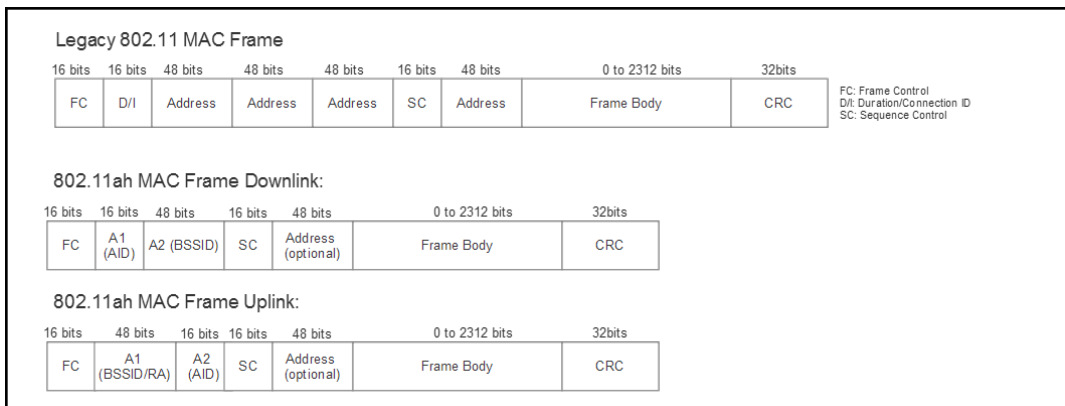 Legacy 802.11 MAC Frame
16 bits 16 bits 48 bits 48 bits 48 bits 16 bits 48 bits 0 to 2312 bits 32bits
FC D/I Address Address Address SC Address Frame Body CRC
FC: Frame Control
D/I: Duration/Connection ID
SC: Sequence Control
802.11ah MAC Frame Downlink:
16 bits 16 bits 48 bits 16 bits 48 bits 0 to 2312 bits 32bits
FC A1 (AID) A2 (BSSID) SC Address (optional) Frame Body CRC
802.11ah MAC Frame Uplink:
16 bits 48 bits 16 bits 16 bits 48 bits 0 to 2312 bits 32bits
FC A1 (BSSID/RA) A2 (AID) SC Address (optional) Frame Body CRC